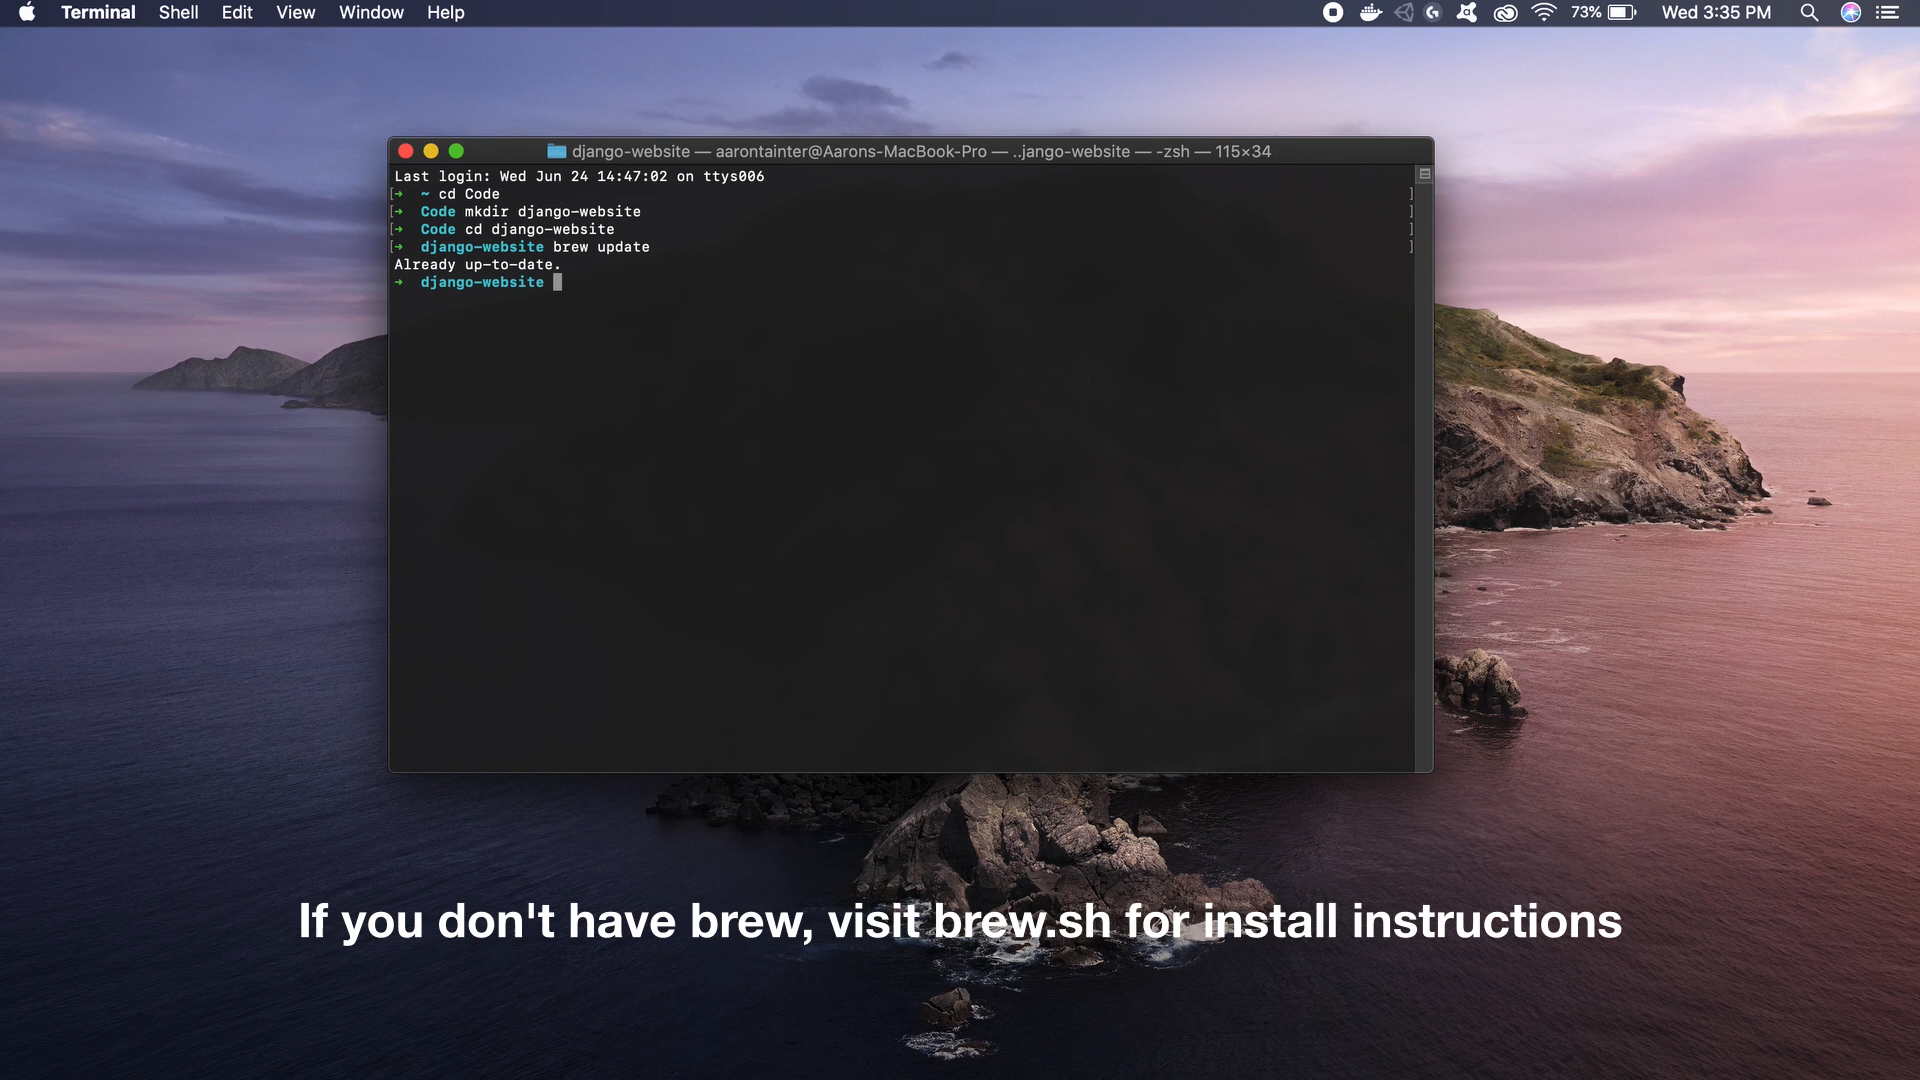 Terminal Shell Edit View Window Help 73% Wed 3:35 PM
django-website — aarontainter@Aarons-MacBook-Pro — ..jango-website — -zsh — 115×34
Last login: Wed Jun 24 14:47:02 on ttys006
[➜ ~ cd Code ]
[➜ Code mkdir django-website ]
[➜ Code cd django-website ]
[➜ django-website brew update ]
Already up-to-date.
➜ django-website
If you don't have brew, visit brew.sh for install instructions